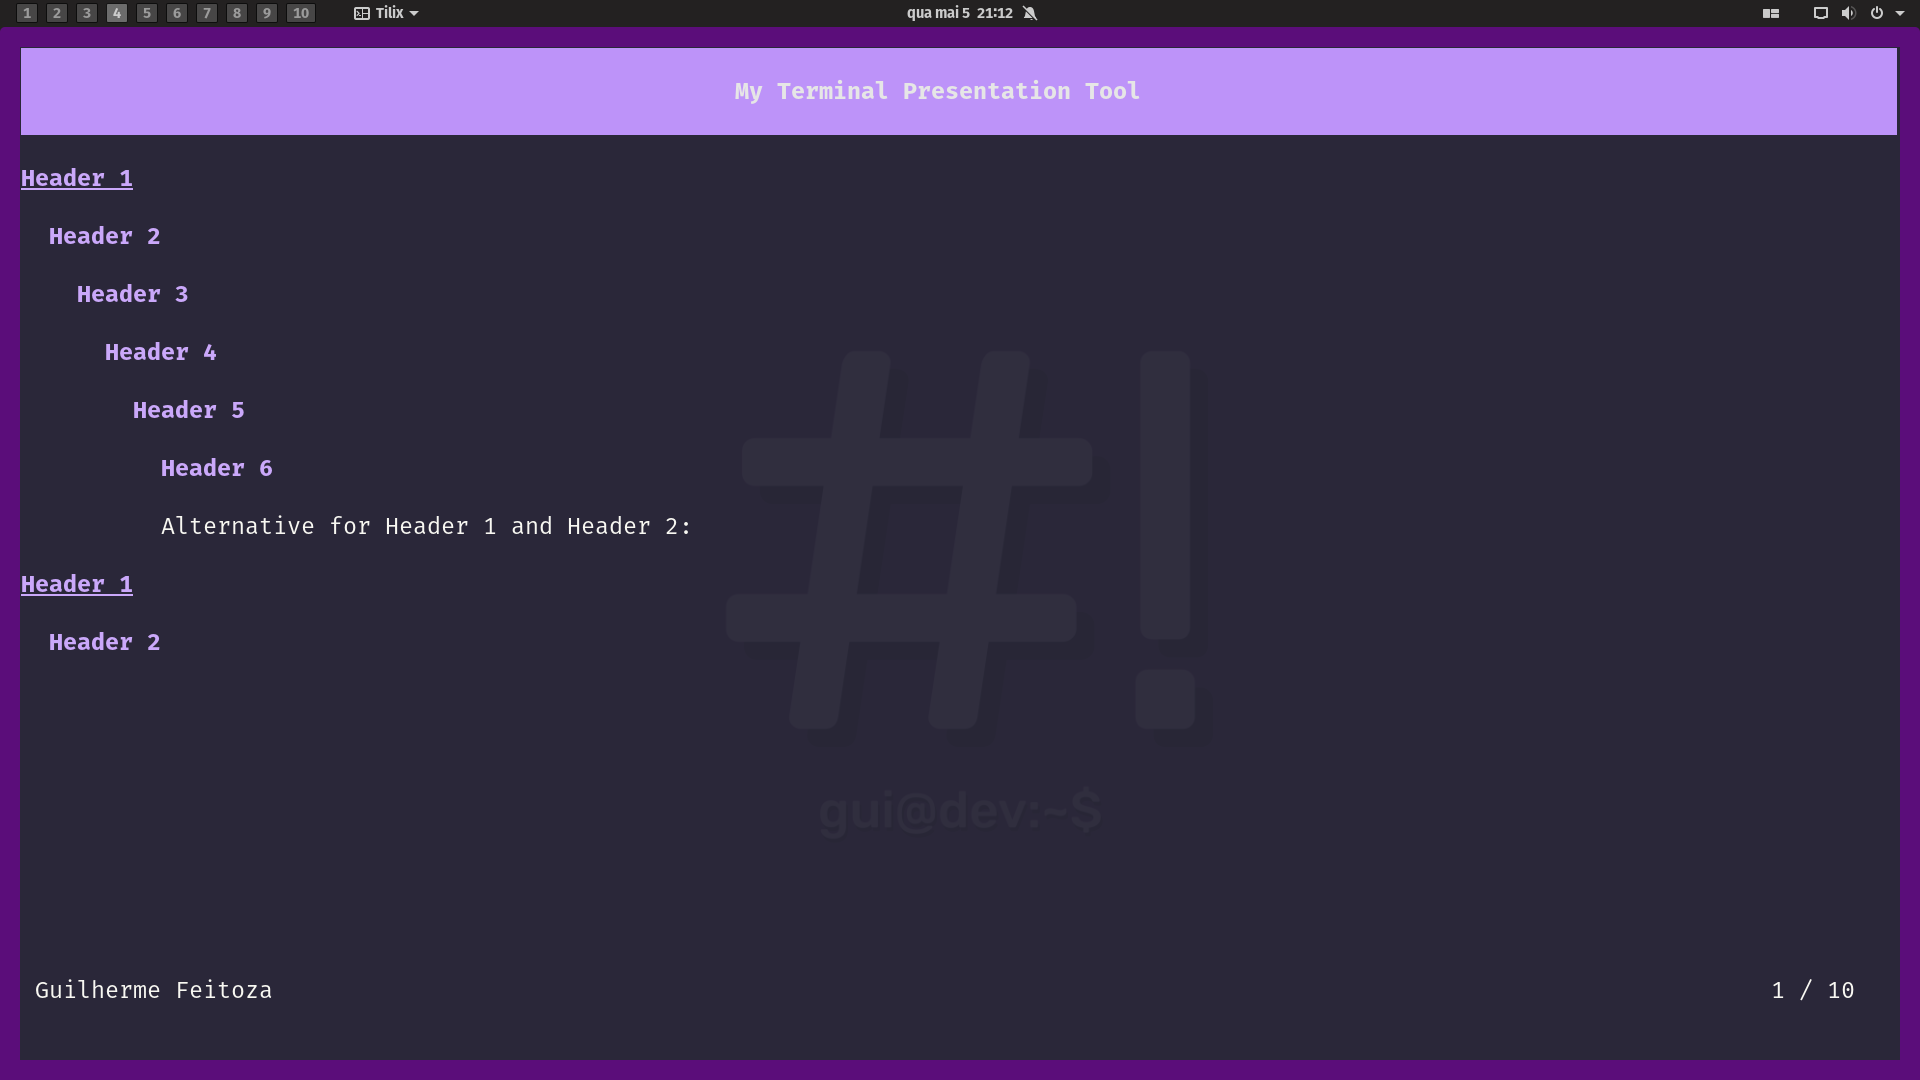 1 2 3 4 5 6 7 8 9 10 Tilix qua mai 5 21:12
My Terminal Presentation Tool
Header 1
Header 2
Header 3
Header 4
Header 5
Header 6
Alternative for Header 1 and Header 2:
Header 1
Header 2
#!
gui@dev:~$
Guilherme Feitoza 1 / 10